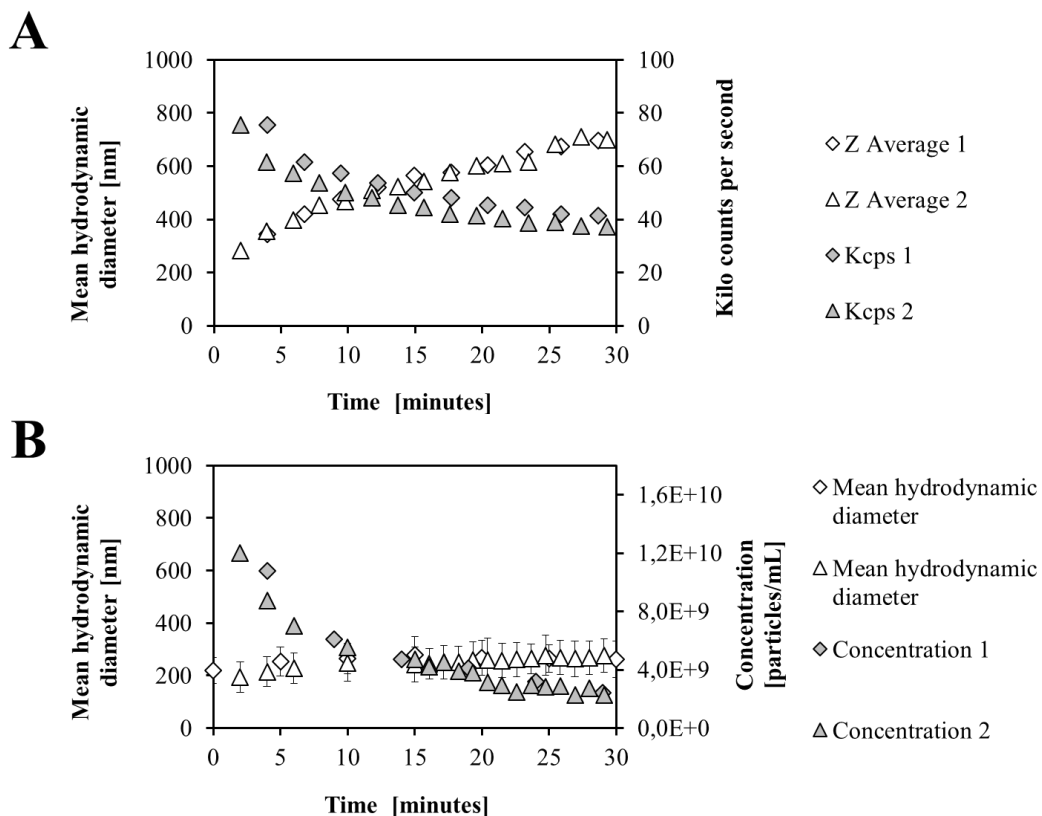 A
1000
800
600
400
200
0
Mean hydrodynamic
diameter [nm]
100
80
60
40
20
0
Kilo counts per second
0 5 10 15 20 25 30
Time [minutes]
Z Average 1
Z Average 2
Kcps 1
Kcps 2
B
1000
800
600
400
200
0
Mean hydrodynamic
diameter [nm]
1,6E+10
1,2E+10
8,0E+9
4,0E+9
0,0E+0
Concentration
[particles/mL]
0 5 10 15 20 25 30
Time [minutes]
Mean hydrodynamic
diameter
Mean hydrodynamic
diameter
Concentration 1
Concentration 2